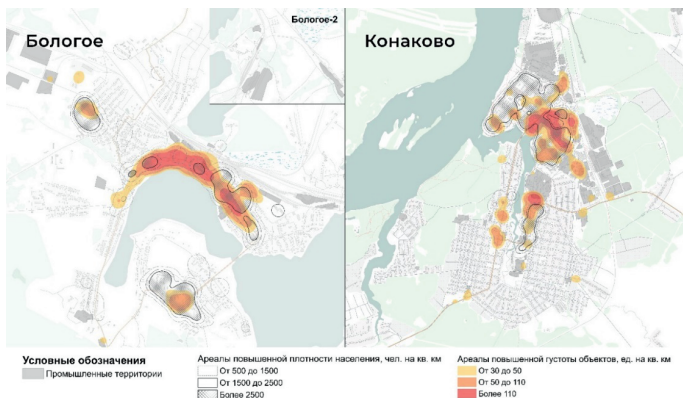 Бологое
Бологое-2
Конаково
Условные обозначения
Промышленные территории
Ареалы повышенной плотности населения, чел. на кв. км
От 500 до 1500
От 1500 до 2500
Более 2500
Ареалы повышенной густоты объектов, ед. на кв. км
От 30 до 50
От 50 до 110
Более 110